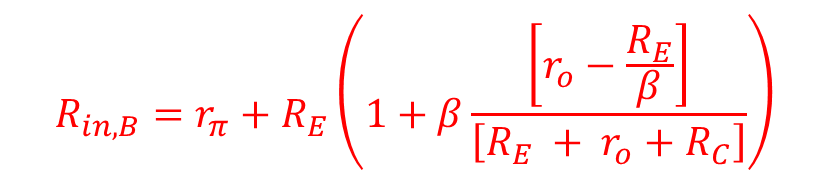 R_{in,B} = r_π + R_E ( 1 + β [r_o − R_E/β] / [R_E + r_o + R_C] )